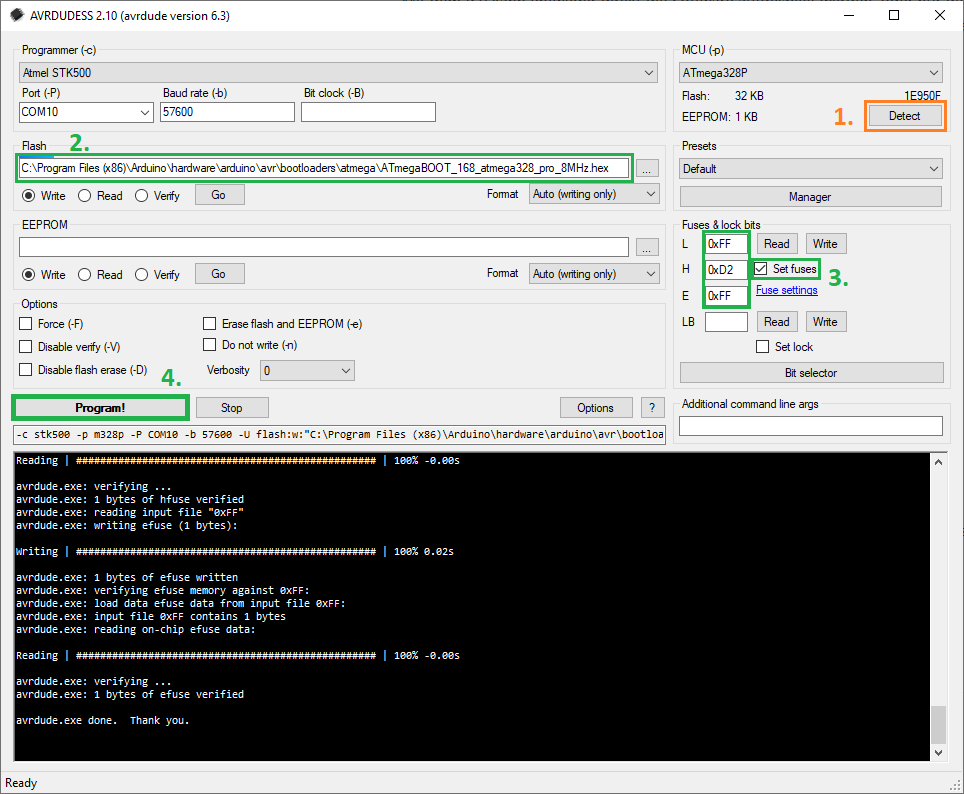 AVRDUDESS 2.10 (avrdude version 6.3)
Programmer (-c)
Atmel STK500
Port (-P)
Baud rate (-b)
Bit clock (-B)
COM10
57600
MCU (-p)
ATmega328P
Flash: 32 KB
1E950F
EEPROM: 1 KB
1.
Detect
2.
Flash
C:\Program Files (x86)\Arduino\hardware\arduino\avr\bootloaders\atmega\ATmegaBOOT_168_atmega328_pro_8MHz.hex
...
Write
Read
Verify
Go
Format
Auto (writing only)
Presets
Default
Manager
EEPROM
...
Write
Read
Verify
Go
Format
Auto (writing only)
Fuses & lock bits
L
0xFF
Read
Write
H
0xD2
Set fuses
3.
E
0xFF
Fuse settings
LB
Read
Write
Set lock
Bit selector
Options
Force (-F)
Erase flash and EEPROM (-e)
Disable verify (-V)
Do not write (-n)
Disable flash erase (-D)
Verbosity
0
4.
Program!
Stop
Options
?
Additional command line args
-c stk500 -p m328p -P COM10 -b 57600 -U flash:w:"C:\Program Files (x86)\Arduino\hardware\arduino\avr\bootloa
Reading | ################################################ | 100% -0.00s
avrdude.exe: verifying ...
avrdude.exe: 1 bytes of hfuse verified
avrdude.exe: reading input file "0xFF"
avrdude.exe: writing efuse (1 bytes):
Writing | ################################################ | 100% 0.02s
avrdude.exe: 1 bytes of efuse written
avrdude.exe: verifying efuse memory against 0xFF:
avrdude.exe: load data efuse data from input file 0xFF:
avrdude.exe: input file 0xFF contains 1 bytes
avrdude.exe: reading on-chip efuse data:
Reading | ################################################ | 100% -0.00s
avrdude.exe: verifying ...
avrdude.exe: 1 bytes of efuse verified
avrdude.exe done.  Thank you.
Ready